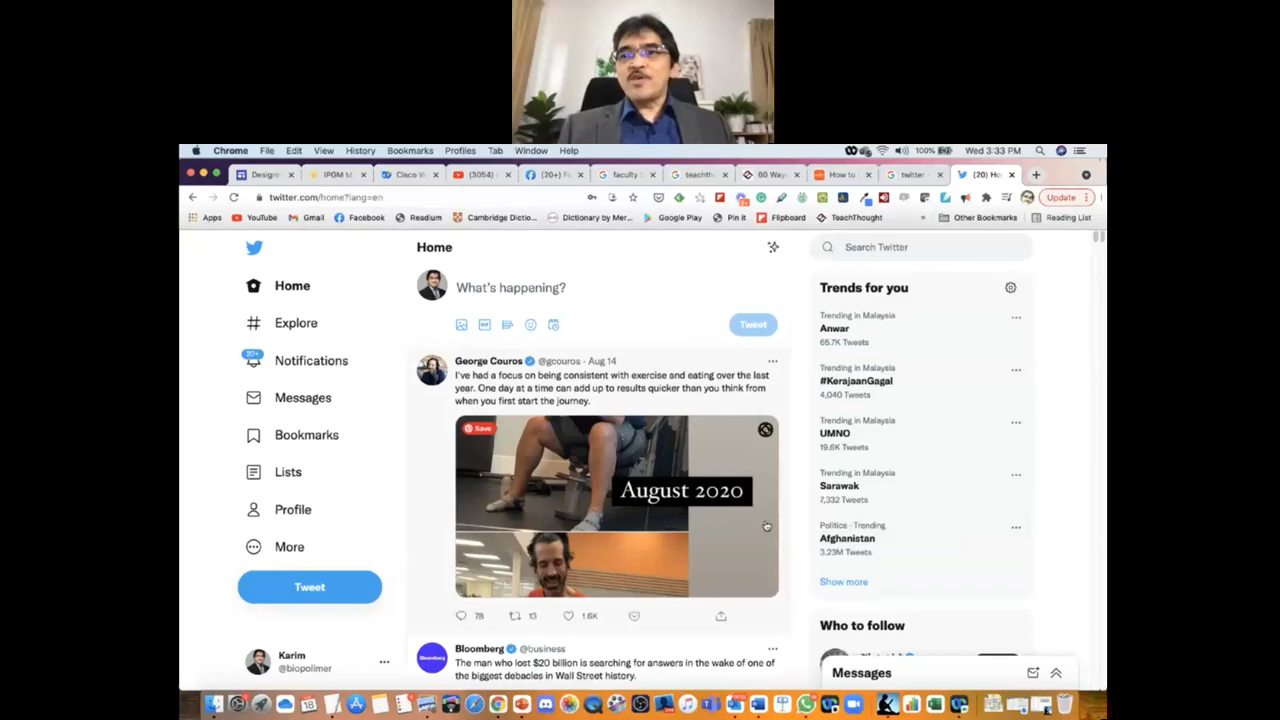 Chrome File Edit View History Bookmarks Profiles Tab Window Help 100% Wed 3:33 PM
Design IPGM M Cisco W (3054) (20+) F faculty teachth 60 Way How to twitter (20) Ho
twitter.com/home?lang=en Update
Apps YouTube Gmail Facebook Readium Cambridge Dictio... Dictionary by Mer... Google Play Pin It Flipboard TeachThought » Other Bookmarks Reading List
Home
Explore
20+
Notifications
Messages
Bookmarks
Lists
Profile
More
Tweet
Karim
@biopolimer
Home
What's happening?
GIF
Tweet
George Couros @gcouros · Aug 14
I've had a focus on being consistent with exercise and eating over the last
year. One day at a time can add up to results quicker than you think from
when you first start the journey.
Save
August 2020
78 13 1.6K
Bloomberg @business
Bloomberg
The man who lost $20 billion is searching for answers in the wake of one of
the biggest debacles in Wall Street history.
Search Twitter
Trends for you
Trending in Malaysia
Anwar
65.7K Tweets
Trending in Malaysia
#KerajaanGagal
4,040 Tweets
Trending in Malaysia
UMNO
19.6K Tweets
Trending in Malaysia
Sarawak
7,332 Tweets
Politics · Trending
Afghanistan
3.23M Tweets
Show more
Who to follow
Messages